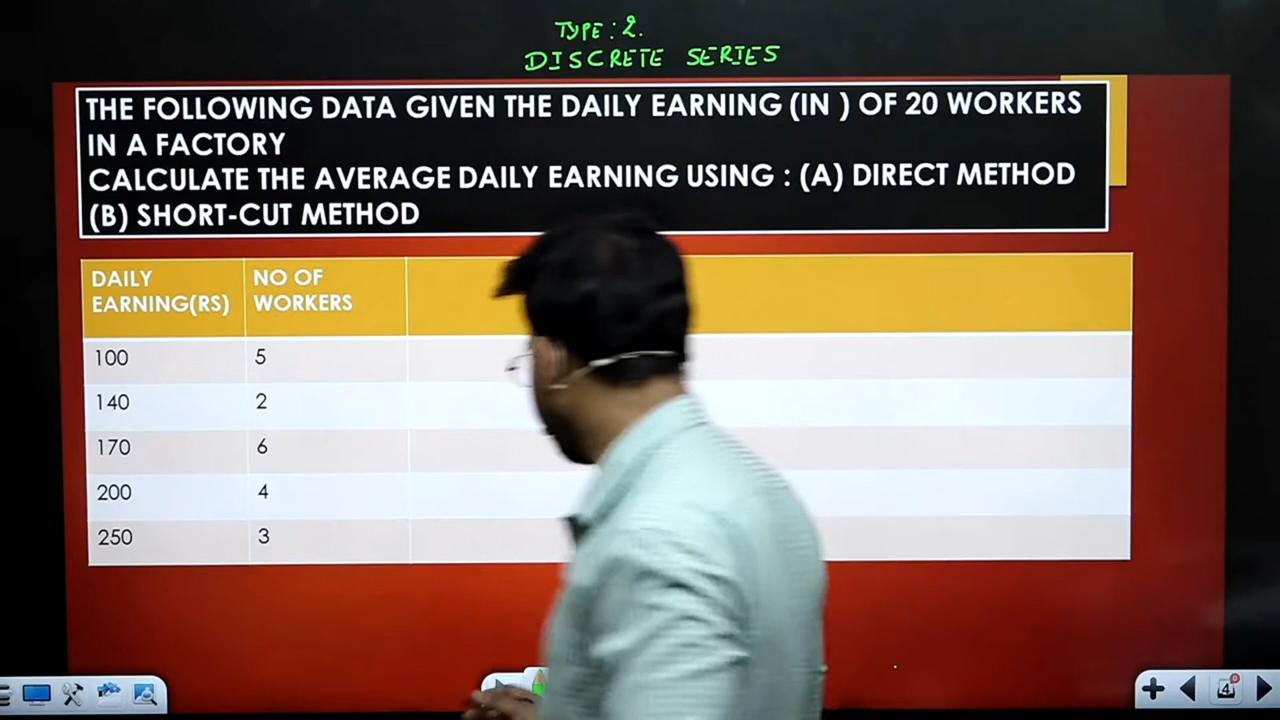 TYPE: 2.
DISCRETE SERIES
THE FOLLOWING DATA GIVEN THE DAILY EARNING (IN ) OF 20 WORKERS
IN A FACTORY
CALCULATE THE AVERAGE DAILY EARNING USING : (A) DIRECT METHOD
(B) SHORT-CUT METHOD
DAILY EARNING(RS) NO OF WORKERS
100 5
140 2
170 6
200 4
250 3
4
0